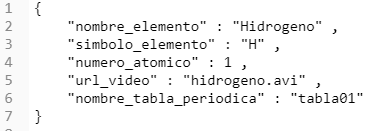 1 {
2 "nombre_elemento" : "Hidrogeno" ,
3 "simbolo_elemento" : "H" ,
4 "numero_atomico" : 1 ,
5 "url_video" : "hidrogeno.avi" ,
6 "nombre_tabla_periodica" : "tabla01"
7 }